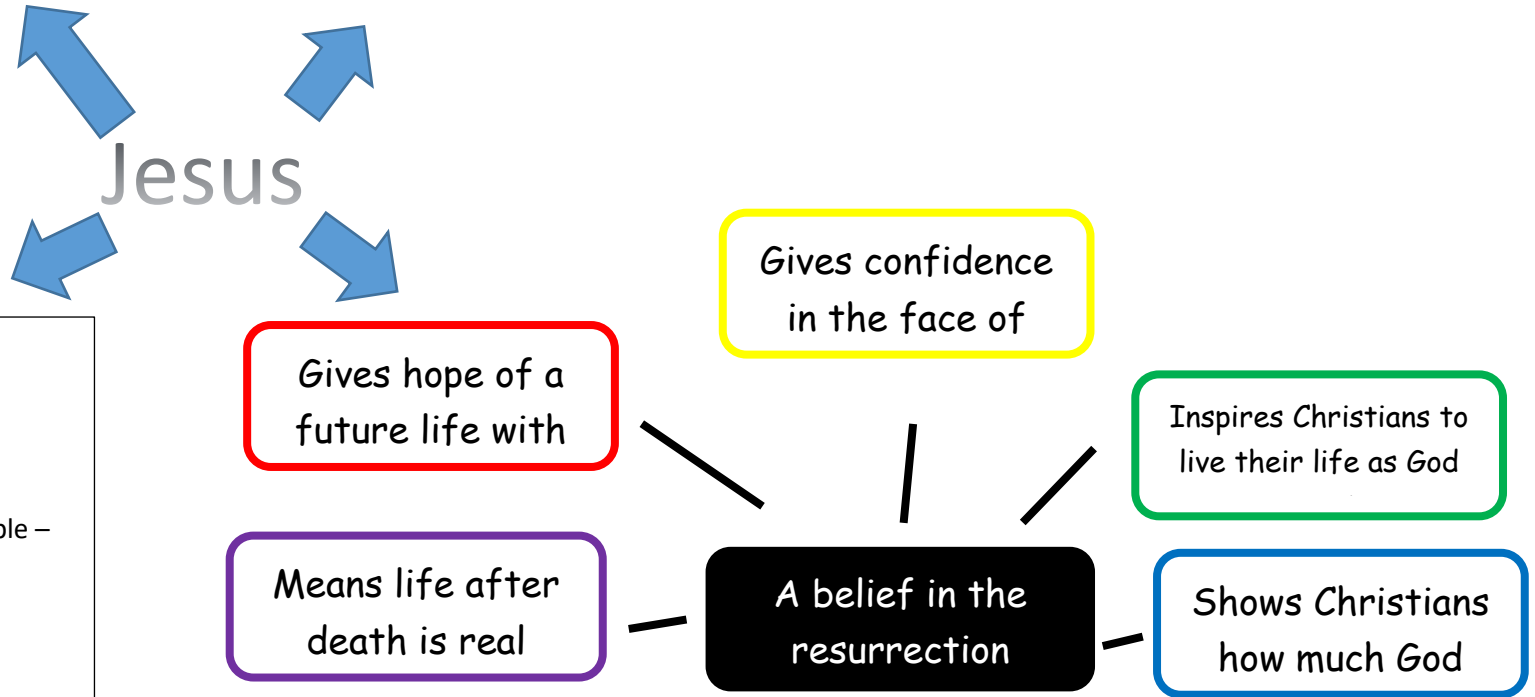 Jesus
Gives confidence
in the face of
Gives hope of a
future life with
Inspires Christians to
live their life as God
ple –
Means life after
death is real
A belief in the
resurrection
Shows Christians
how much God